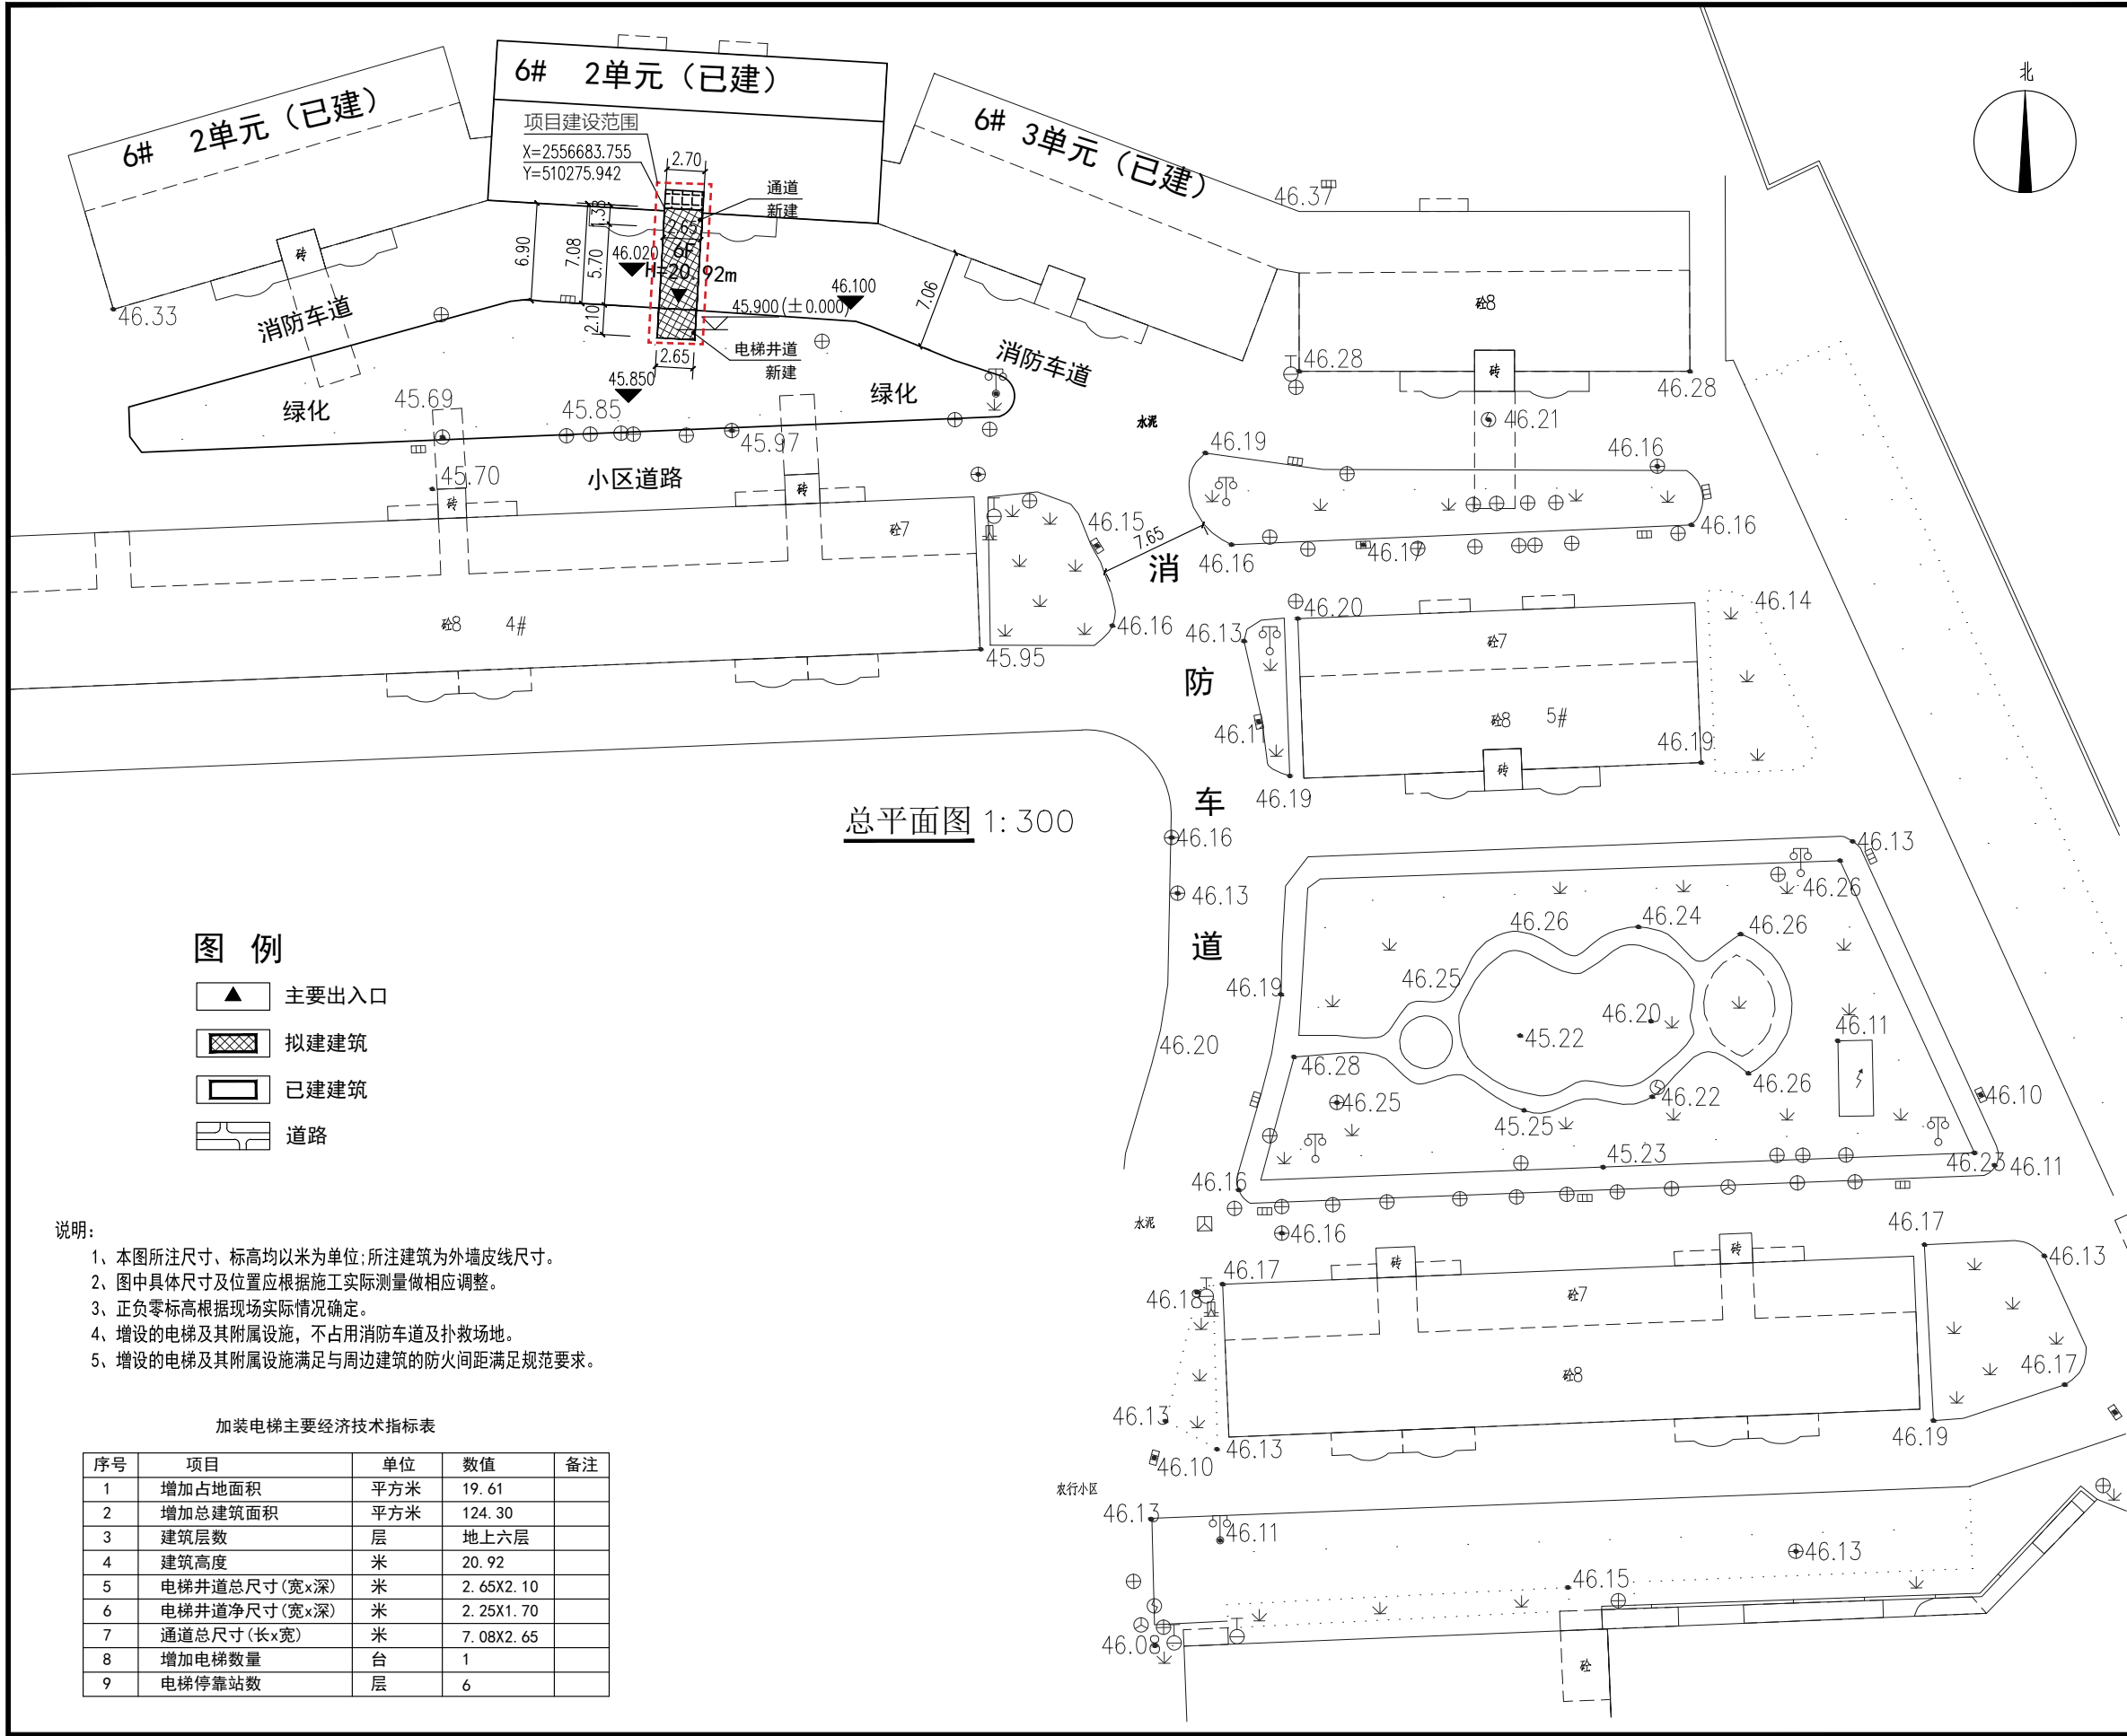 6# 2单元（已建）
6# 2单元（已建）
6# 3单元（已建）
北
项目建设范围
X=2556683.755
Y=510275.942
2.70
通道
新建
46.37
砖
6.90
7.08
5.70
1.38
2.65
46.020
6F
H=20.92m
46.100
7.06
砼8
46.33
消防车道
2.10
45.900(±0.000)
电梯井道
新建
2.65
消防车道
46.28
砖
46.28
45.850
绿化
45.69
45.85
绿化
45.97
水泥
46.21
46.19
46.16
45.70
小区道路
砖
砖
砼7
46.15
7.65
46.17
46.16
46.16
消
砼8 4#
46.16
45.95
46.20
46.13
46.14
砼7
防
砼8 5#
46.11
46.19
砖
46.19
车
总平面图 1:300
46.16
46.13
46.13
46.26
道
46.26
46.24
46.26
图 例
46.25
46.19
主要出入口
46.20
46.20
45.22
46.11
拟建建筑
46.28
46.26
已建建筑
46.25
46.22
46.10
45.25
道路
45.23
46.23
46.11
46.16
水泥
46.16
46.17
说明:
1、本图所注尺寸、标高均以米为单位;所注建筑为外墙皮线尺寸。
2、图中具体尺寸及位置应根据施工实际测量做相应调整。
3、正负零标高根据现场实际情况确定。
4、增设的电梯及其附属设施，不占用消防车道及扑救场地。
5、增设的电梯及其附属设施满足与周边建筑的防火间距满足规范要求。
砖
砖
46.13
46.17
46.18
砼7
砼8
46.17
46.13
46.19
46.13
46.10
加装电梯主要经济技术指标表
序号 项目 单位 数值 备注
1 增加占地面积 平方米 19.61
2 增加总建筑面积 平方米 124.30
3 建筑层数 层 地上六层
4 建筑高度 米 20.92
5 电梯井道总尺寸(宽x深) 米 2.65X2.10
6 电梯井道净尺寸(宽x深) 米 2.25X1.70
7 通道总尺寸(长x宽) 米 7.08X2.65
8 增加电梯数量 台 1
9 电梯停靠站数 层 6
农行小区
46.13
46.11
46.13
46.15
46.08
砼